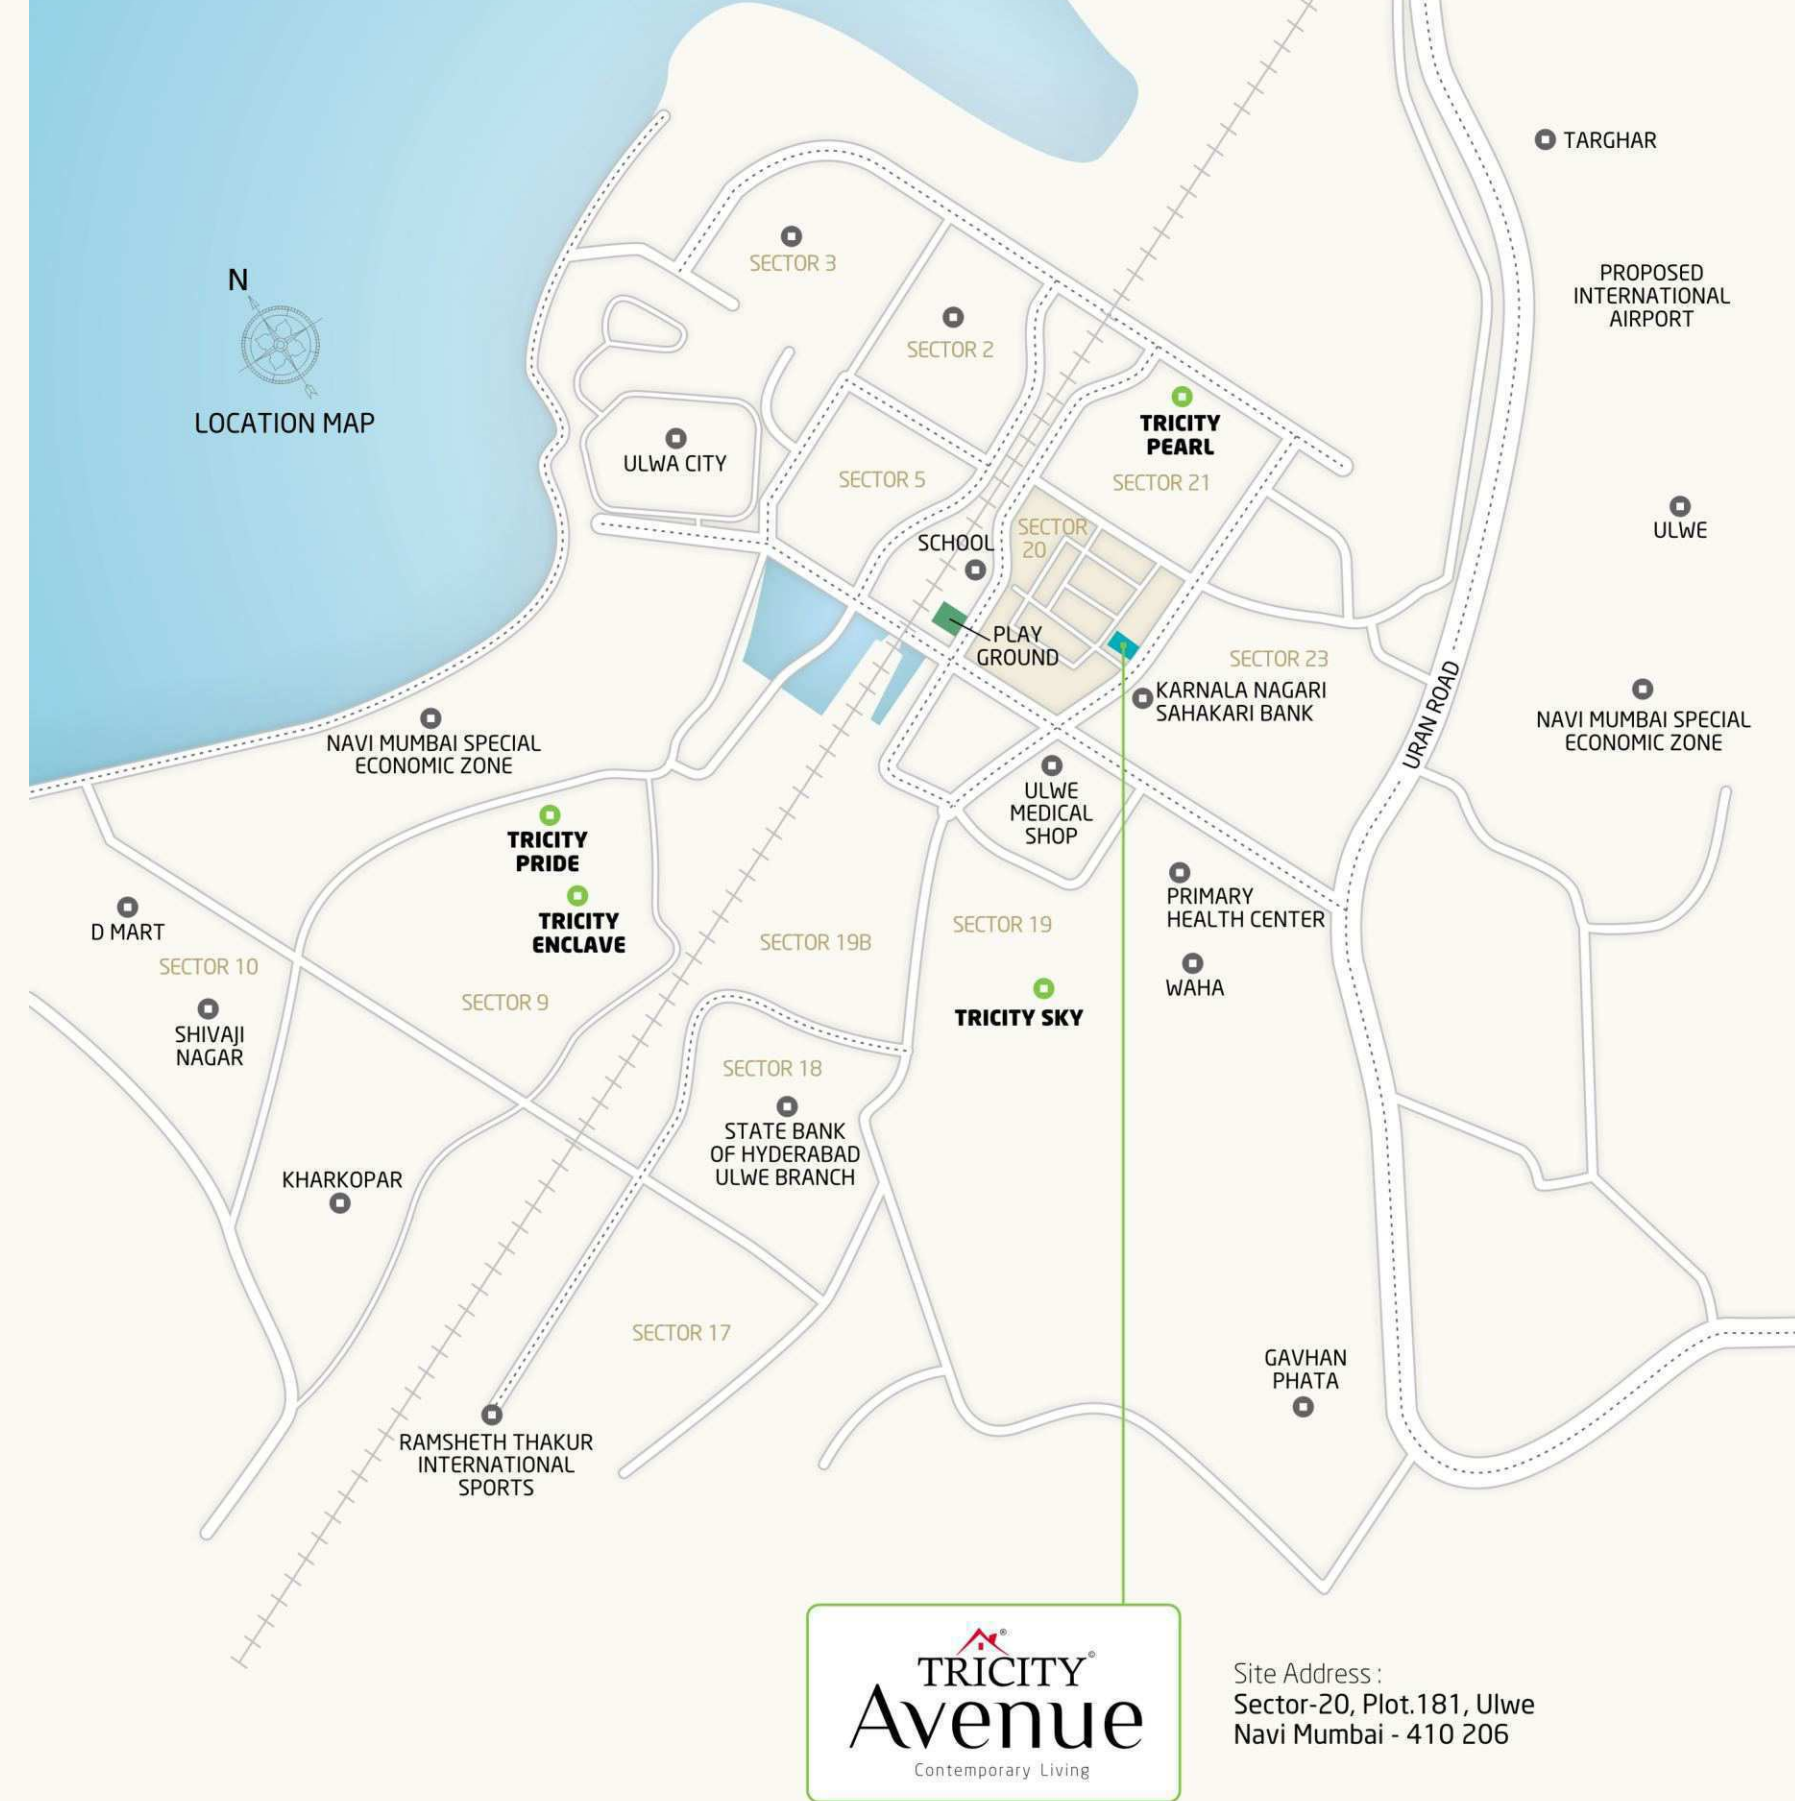 TARGHAR
SECTOR 3
PROPOSED
INTERNATIONAL
AIRPORT
N
LOCATION MAP
SECTOR 2
TRICITY
PEARL
SECTOR 21
ULWA CITY
SECTOR 5
SECTOR
20
SCHOOL
ULWE
PLAY
GROUND
SECTOR 23
KARNALA NAGARI
SAHAKARI BANK
URAN ROAD
NAVI MUMBAI SPECIAL
ECONOMIC ZONE
NAVI MUMBAI SPECIAL
ECONOMIC ZONE
ULWE
MEDICAL
SHOP
TRICITY
PRIDE
TRICITY
ENCLAVE
PRIMARY
HEALTH CENTER
D MART
SECTOR 10
SECTOR 19B
SECTOR 19
WAHA
SECTOR 9
TRICITY SKY
SHIVAJI
NAGAR
SECTOR 18
STATE BANK
OF HYDERABAD
ULWE BRANCH
KHARKOPAR
SECTOR 17
GAVHAN
PHATA
RAMSHETH THAKUR
INTERNATIONAL
SPORTS
®
TRICITY©
Avenue
Contemporary Living
Site Address :
Sector-20, Plot.181, Ulwe
Navi Mumbai - 410 206